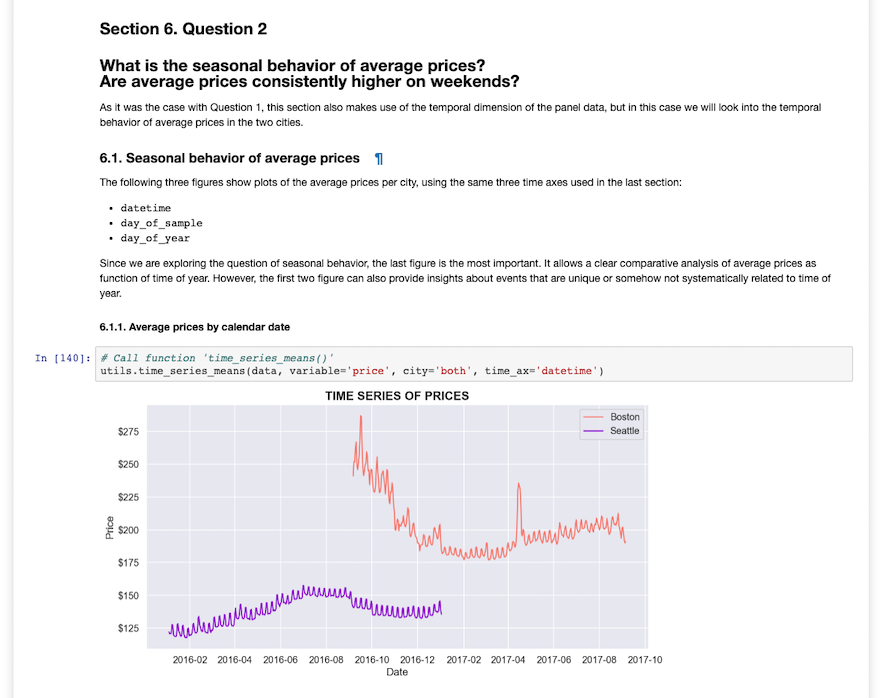 Section 6. Question 2
What is the seasonal behavior of average prices?
Are average prices consistently higher on weekends?
As it was the case with Question 1, this section also makes use of the temporal dimension of the panel data, but in this case we will look into the temporal
behavior of average prices in the two cities.
6.1. Seasonal behavior of average prices ¶
The following three figures show plots of the average prices per city, using the same three time axes used in the last section:
• datetime
• day_of_sample
• day_of_year
Since we are exploring the question of seasonal behavior, the last figure is the most important. It allows a clear comparative analysis of average prices as
function of time of year. However, the first two figure can also provide insights about events that are unique or somehow not systematically related to time of
year.
6.1.1. Average prices by calendar date
In [140]: # Call function 'time_series_means()'
utils.time_series_means(data, variable='price', city='both', time_ax='datetime')
TIME SERIES OF PRICES
Boston
Seattle
$275
$250
$225
$200
$175
$150
$125
Price
2016-02 2016-04 2016-06 2016-08 2016-10 2016-12 2017-02 2017-04 2017-06 2017-08 2017-10
Date